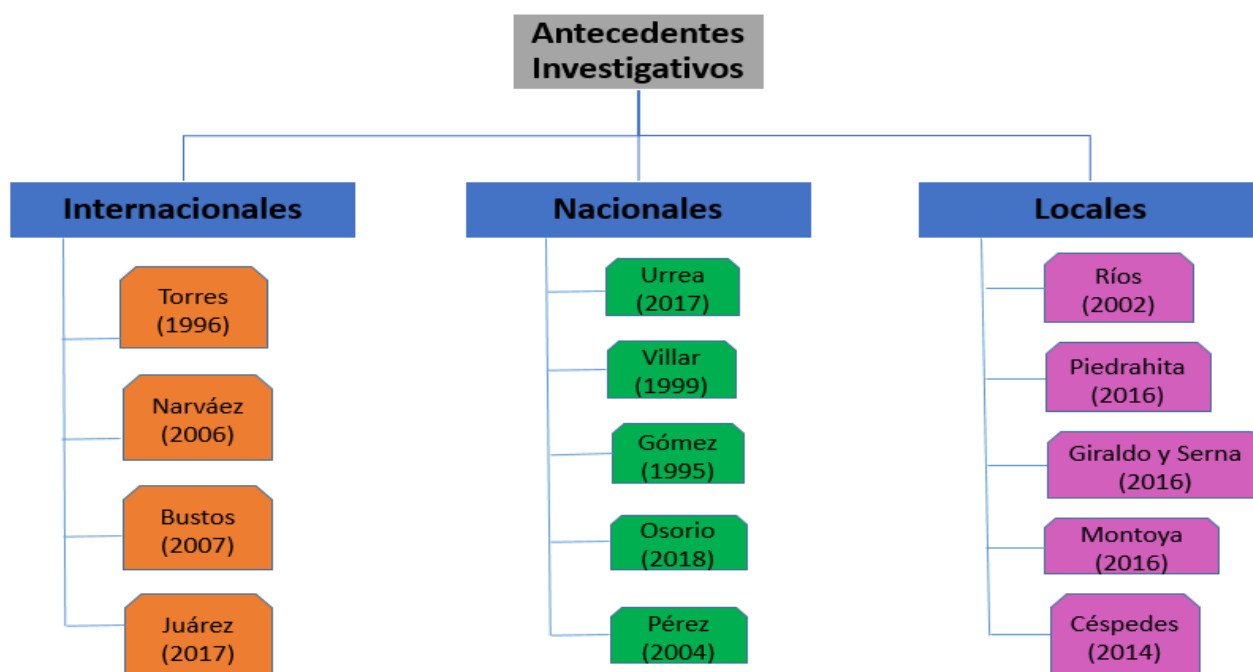 Antecedentes
Investigativos
Internacionales
Torres
(1996)
Narváez
(2006)
Bustos
(2007)
Juárez
(2017)
Nacionales
Urrea
(2017)
Villar
(1999)
Gómez
(1995)
Osorio
(2018)
Pérez
(2004)
Locales
Ríos
(2002)
Piedrahita
(2016)
Giraldo y Serna
(2016)
Montoya
(2016)
Céspedes
(2014)